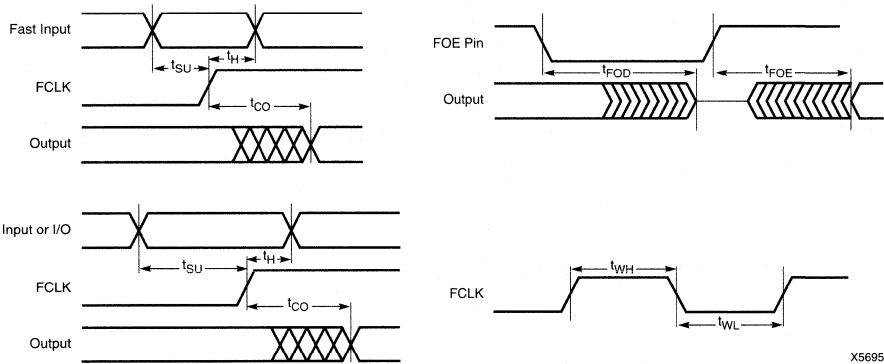 Fast Input
tSU
tH
FCLK
tCO
Output
FOE Pin
tFOD
tFOE
Output
Input or I/O
tSU
tH
FCLK
tCO
Output
tWH
FCLK
tWL
X5695